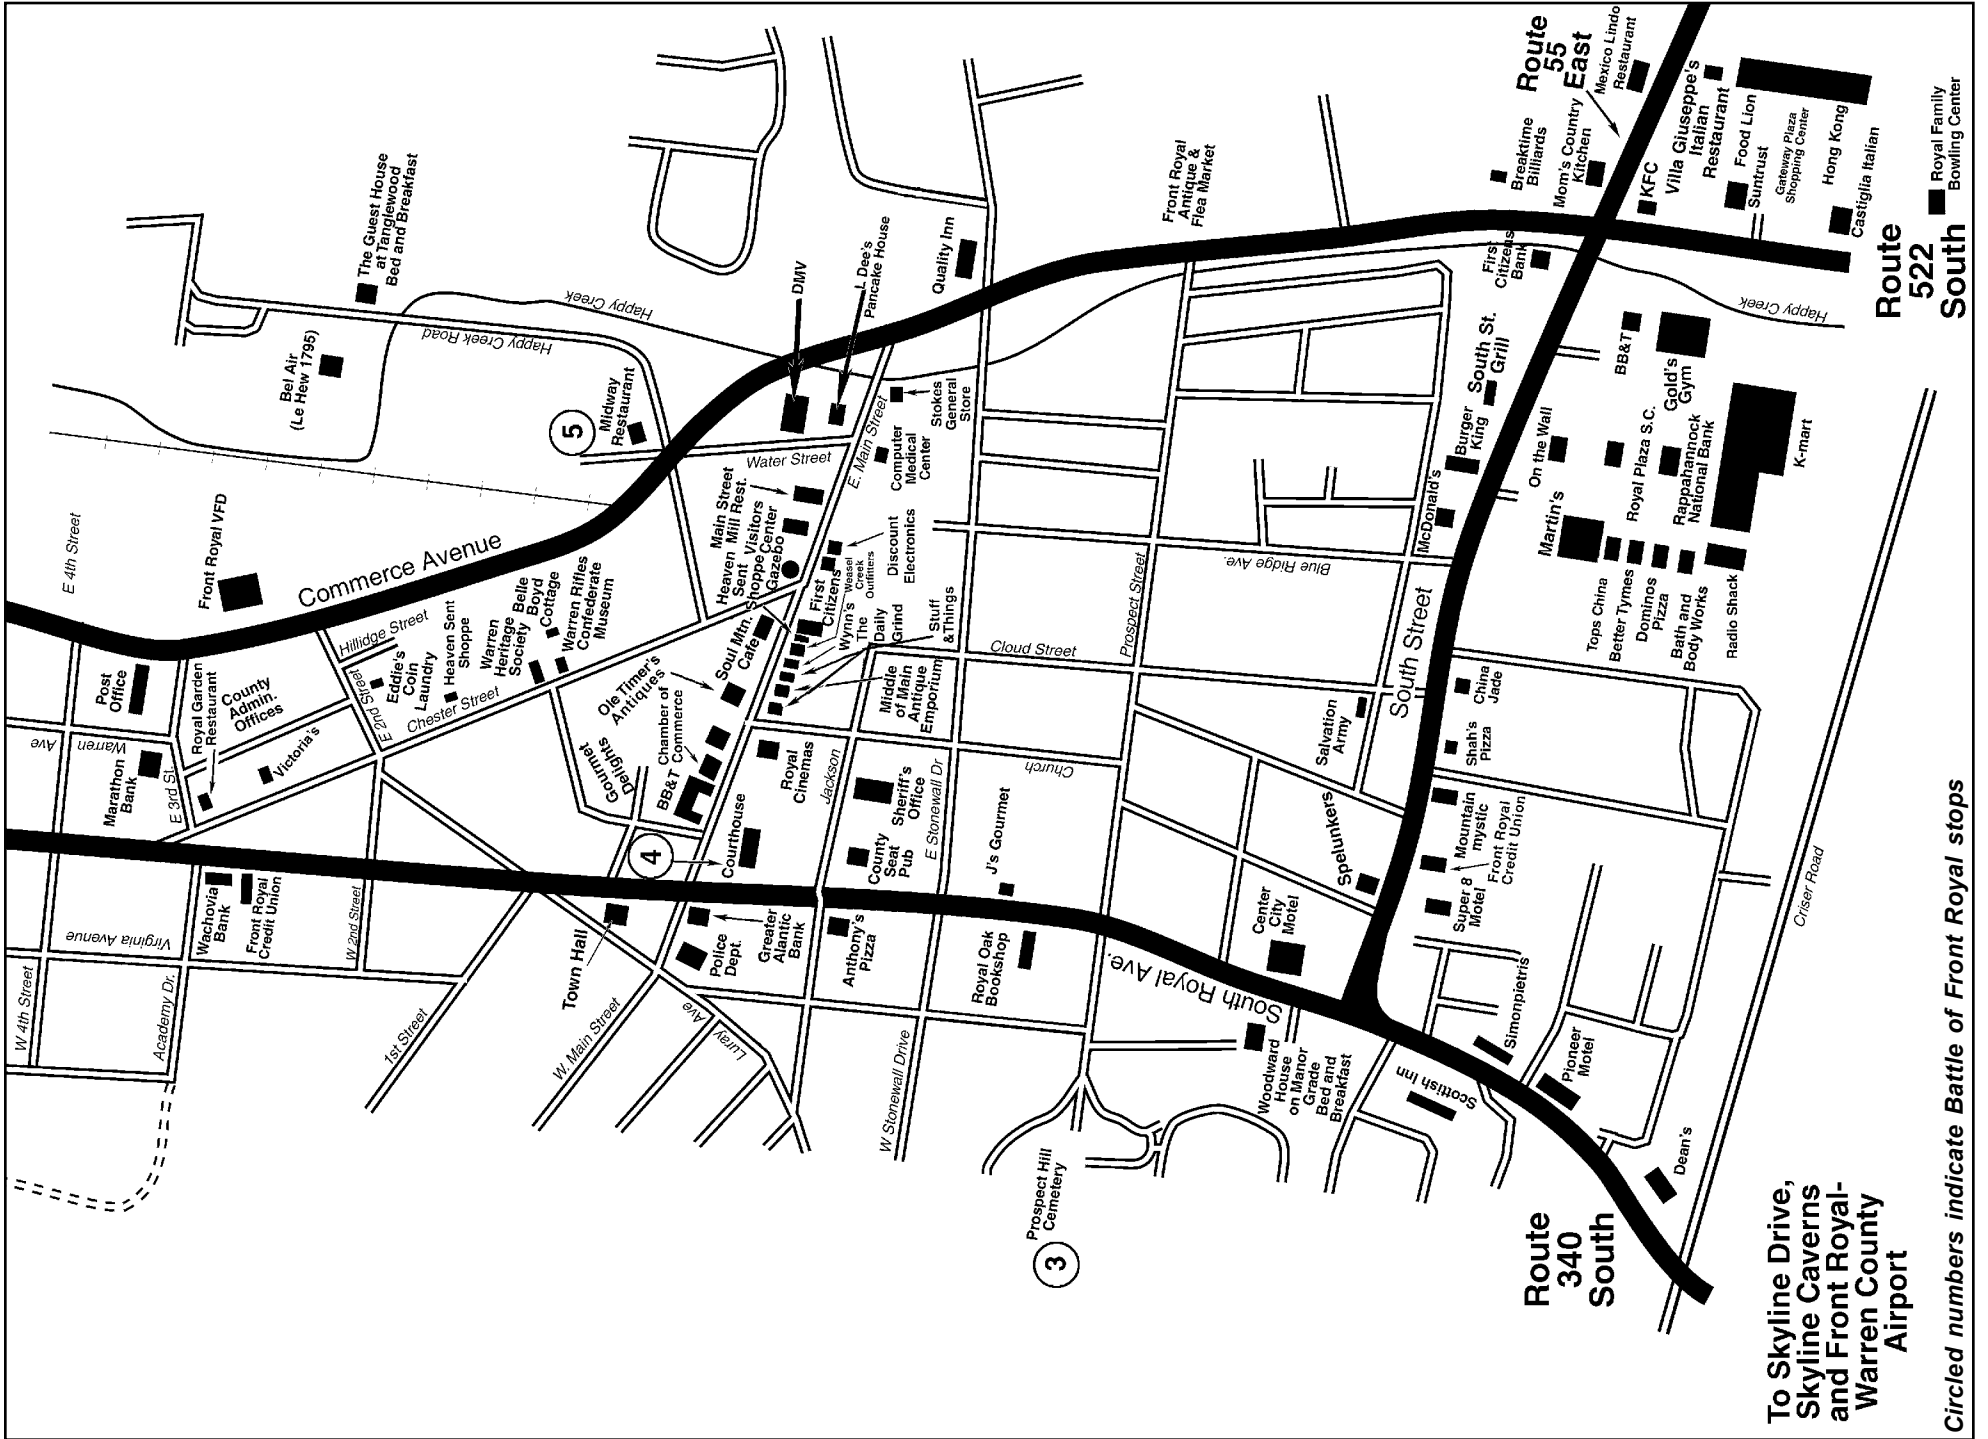 E 4th Street
Front Royal VFD
Commerce Avenue
Bel Air
(Le Hew 1795)
The Guest House
at Tanglewood
Bed and Breakfast
Happy Creek Road
Happy Creek
5
Midway
Restaurant
DMV
L Dee's
Pancake House
Quality Inn
Water Street
E. Main Street
Stokes
General
Store
Computer
Medical
Center
Main Street
Mill Rest.
Visitors
Center
Gazebo
Heaven
Sent
Shoppe
First
Citizens
Weasel
Creek
Outfitters
Discount
Electronics
Wynn's
The
Daily
Grind
Stuff
&Things
Middle
of Main
Antique
Emporium
Soul Mtn.
Cafe
Ole Timer's
Antiques
Chamber of
Commerce
BB&T
Gourmet
Delights
Hillidge Street
Eddie's
Coin
Laundry
Heaven Sent
Shoppe
Warren
Heritage
Society
Belle
Boyd
Cottage
Warren Rifles
Confederate
Museum
Chester Street
E 2nd Street
Post
Office
Royal Garden
Restaurant
County
Admin.
Offices
Victoria's
Warren
Ave
Marathon
Bank
E 3rd St.
Wachovia
Bank
Front Royal
Credit Union
Virginia Avenue
W 2nd Street
W 4th Street
Academy Dr.
1st Street
Town Hall
W. Main Street
4
Courthouse
Police
Dept.
Greater
Alantic
Bank
Luray
Ave
Royal
Cinemas
Jackson
Sheriff's
Office
County
Seat
Pub
Anthony's
Pizza
E Stonewall Dr
W Stonewall Drive
J's Gourmet
Royal Oak
Bookshop
Church
Cloud Street
Prospect Street
Blue Ridge Ave.
Front Royal
Antique &
Flea Market
3
Prospect Hill
Cemetery
South Royal Ave.
Center
City
Motel
Spelunkers
Salvation
Army
Woodward
House
on Manor
Grade
Bed and
Breakfast
Scottish Inn
Simonpietris
Pioneer
Motel
Dean's
South Street
Super 8
Motel
Mountain
mystic
Front Royal
Credit Union
Shah's
Pizza
China
Jade
McDonald's
Burger
King
South St.
Grill
First
Citizens
Bank
Breaktime
Billiards
Mom's Country
Kitchen
Route
55
East
Mexico Lindo
Restaurant
KFC
Villa Giuseppe's
Italian
Restaurant
Food Lion
Suntrust
Gateway Plaza
Shopping Center
Hong Kong
Castiglia Italian
Royal Family
Bowling Center
Route
522
South
Happy Creek
BB&T
Gold's
Gym
On the Wall
Martin's
Royal Plaza S.C.
Rappahannock
National Bank
K-mart
Tops China
Better Tymes
Dominos
Pizza
Bath and
Body Works
Radio Shack
Criser Road
Route
340
South
To Skyline Drive,
Skyline Caverns
and Front Royal-
Warren County
Airport
Circled numbers indicate Battle of Front Royal stops